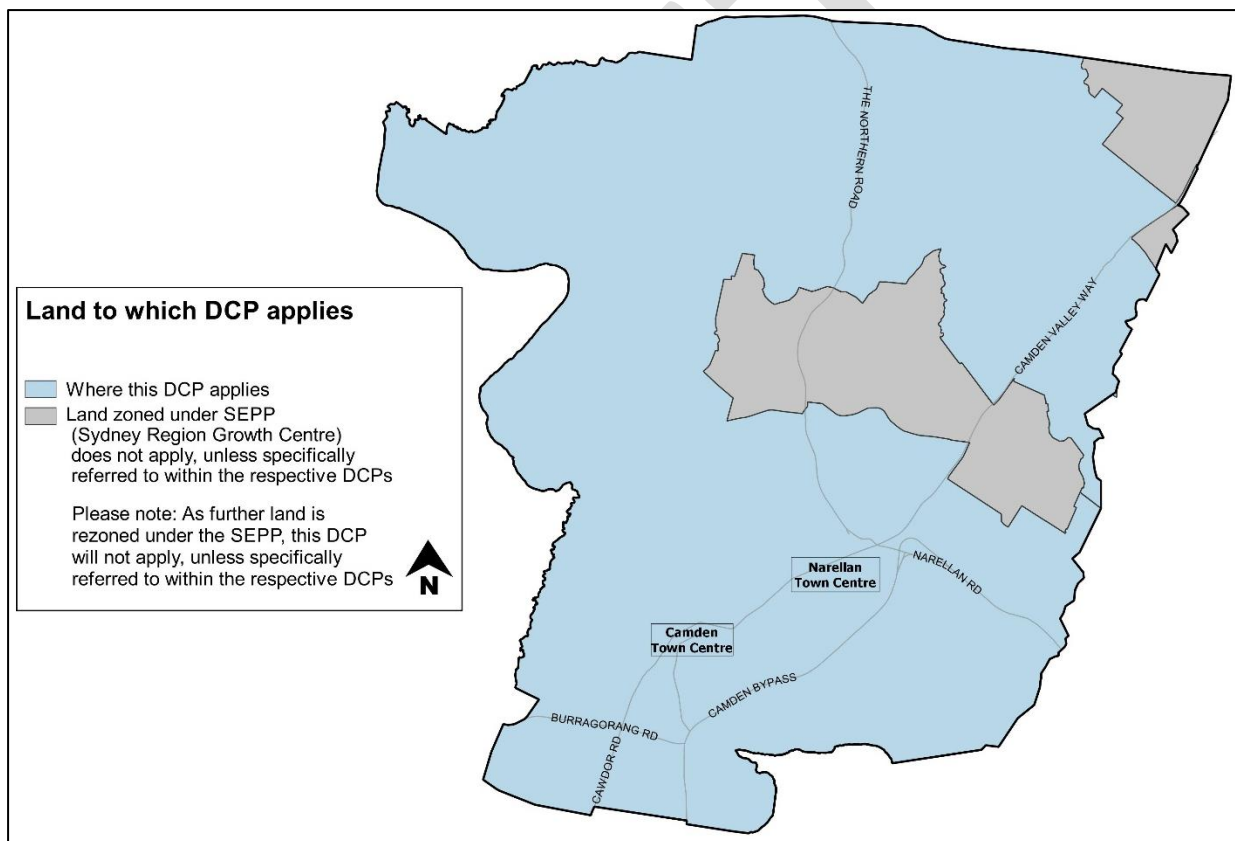 Land to which DCP applies
Where this DCP applies
Land zoned under SEPP
(Sydney Region Growth Centre)
does not apply, unless specifically
referred to within the respective DCPs
Please note: As further land is
rezoned under the SEPP, this DCP
will not apply, unless specifically
referred to within the respective DCPs
N
THE NORTHERN ROAD
CAMDEN VALLEY WAY
Narellan
Town Centre
NARELLAN RD
Camden
Town Centre
CAMDEN BYPASS
BURRAGORANG RD
CAWDOR RD